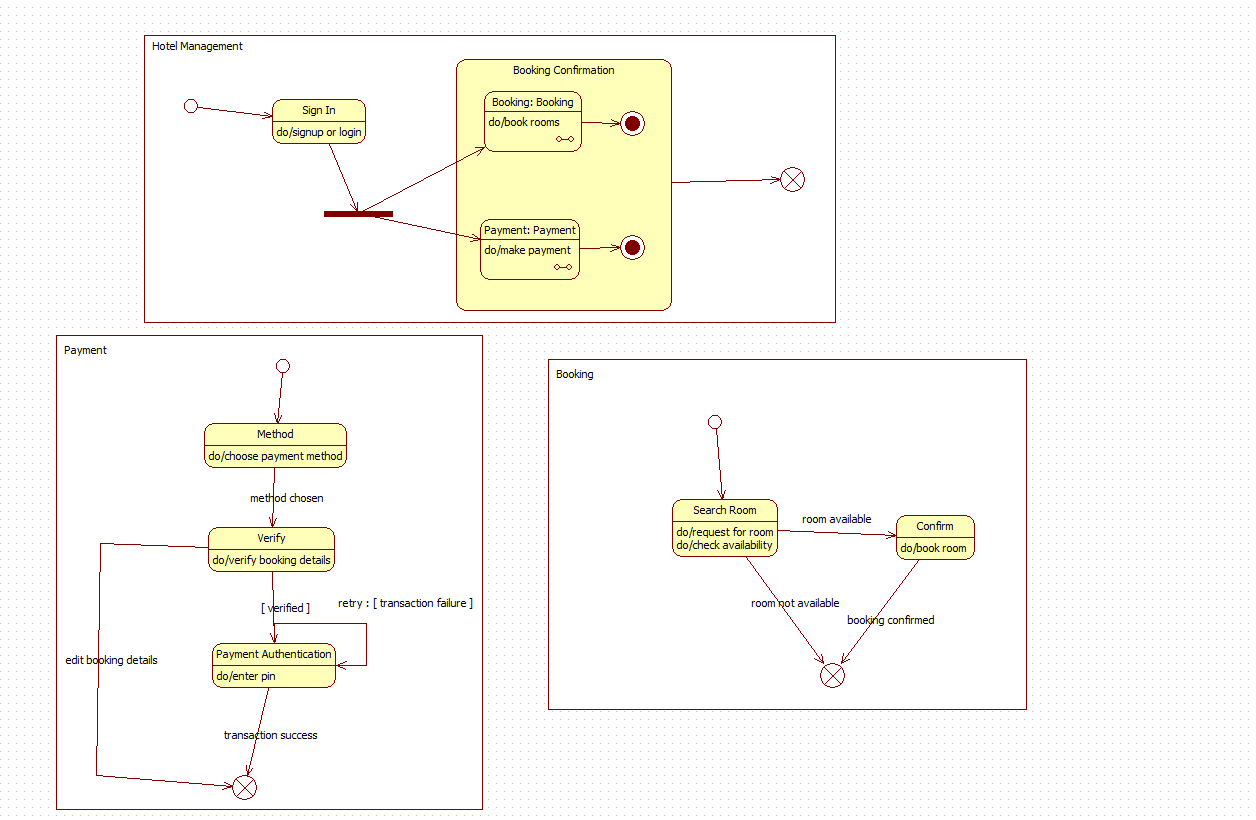 Hotel Management
Booking Confirmation
Sign In
do/signup or login
Booking: Booking
do/book rooms
Payment: Payment
do/make payment
Payment
Method
do/choose payment method
method chosen
Verify
do/verify booking details
[ verified ]
retry : [ transaction failure ]
edit booking details
Payment Authentication
do/enter pin
transaction success
Booking
Search Room
do/request for room
do/check availability
room available
Confirm
do/book room
room not available
booking confirmed